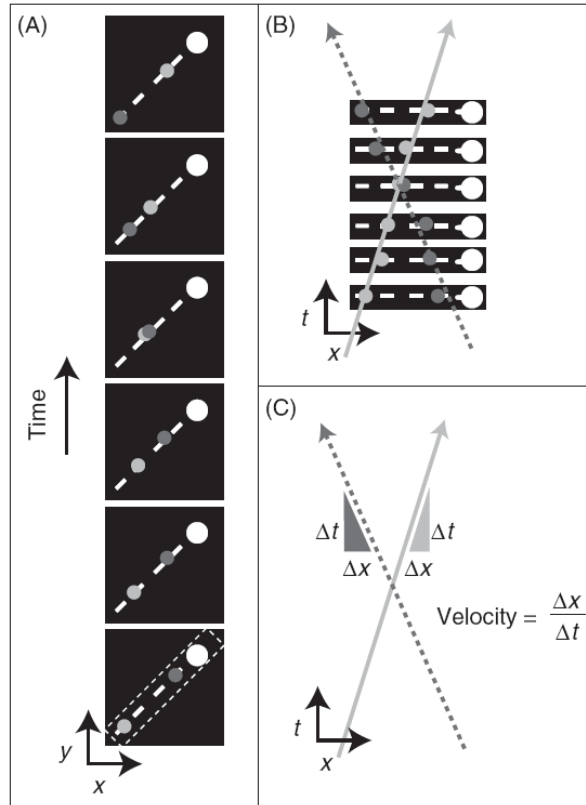 (A)
Time
y
x
(B)
t
x
(C)
Δt
Δx
Δt
Δx
Velocity = Δx
Δt
t
x